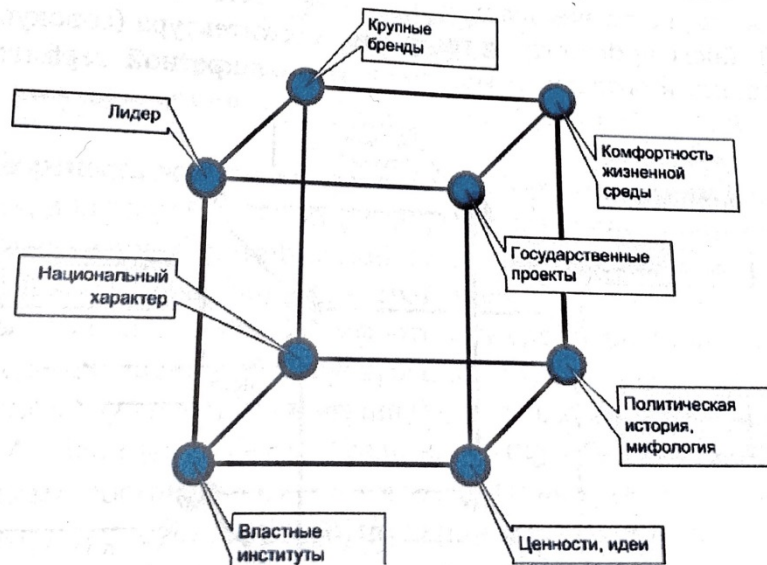 Крупные
бренды
Лидер
Комфортность
жизненной
среды
Государственные
проекты
Национальный
характер
Политическая
история,
мифология
Властные
институты
Ценности, идеи